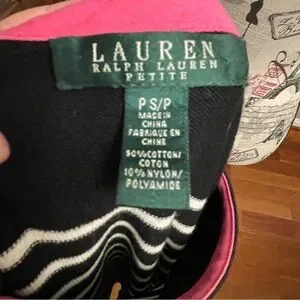 LAUREN
RALPH LAUREN
PETITE
P S/P
MADE IN
CHINA
FABRIQUE EN
CHINE
90%COTTON/
COTON
10%NYLON/
POLYAMIDE